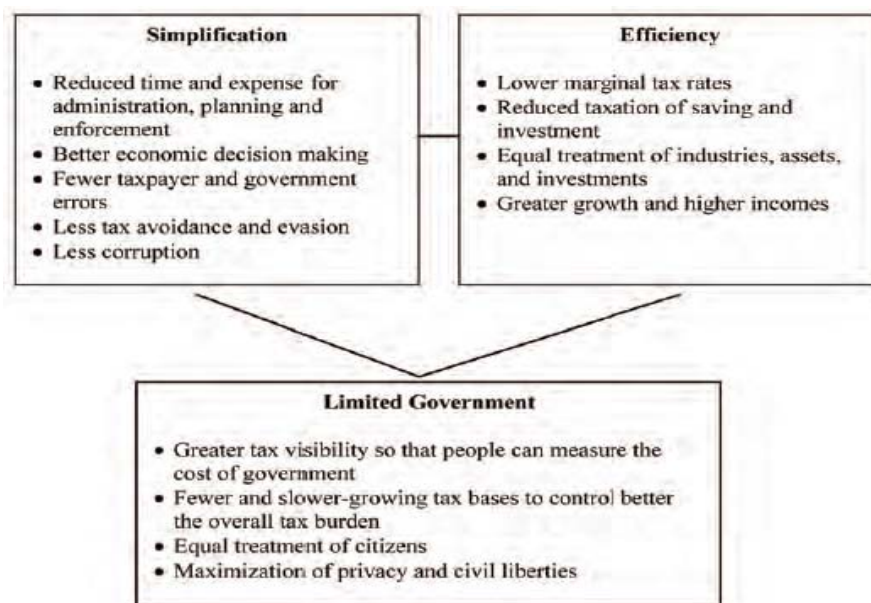 Simplification
• Reduced time and expense for
administration, planning and
enforcement
• Better economic decision making
• Fewer taxpayer and government
errors
• Less tax avoidance and evasion
• Less corruption
Efficiency
• Lower marginal tax rates
• Reduced taxation of saving and
investment
• Equal treatment of industries, assets,
and investments
• Greater growth and higher incomes
Limited Government
• Greater tax visibility so that people can measure the
cost of government
• Fewer and slower-growing tax bases to control better
the overall tax burden
• Equal treatment of citizens
• Maximization of privacy and civil liberties